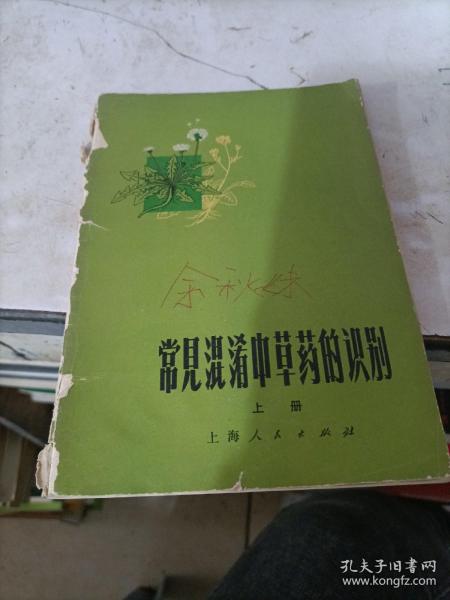 余秋妹
常见混淆中草药的识别
上册
上海人民出版社
孔夫子旧书网
www.kongfz.com